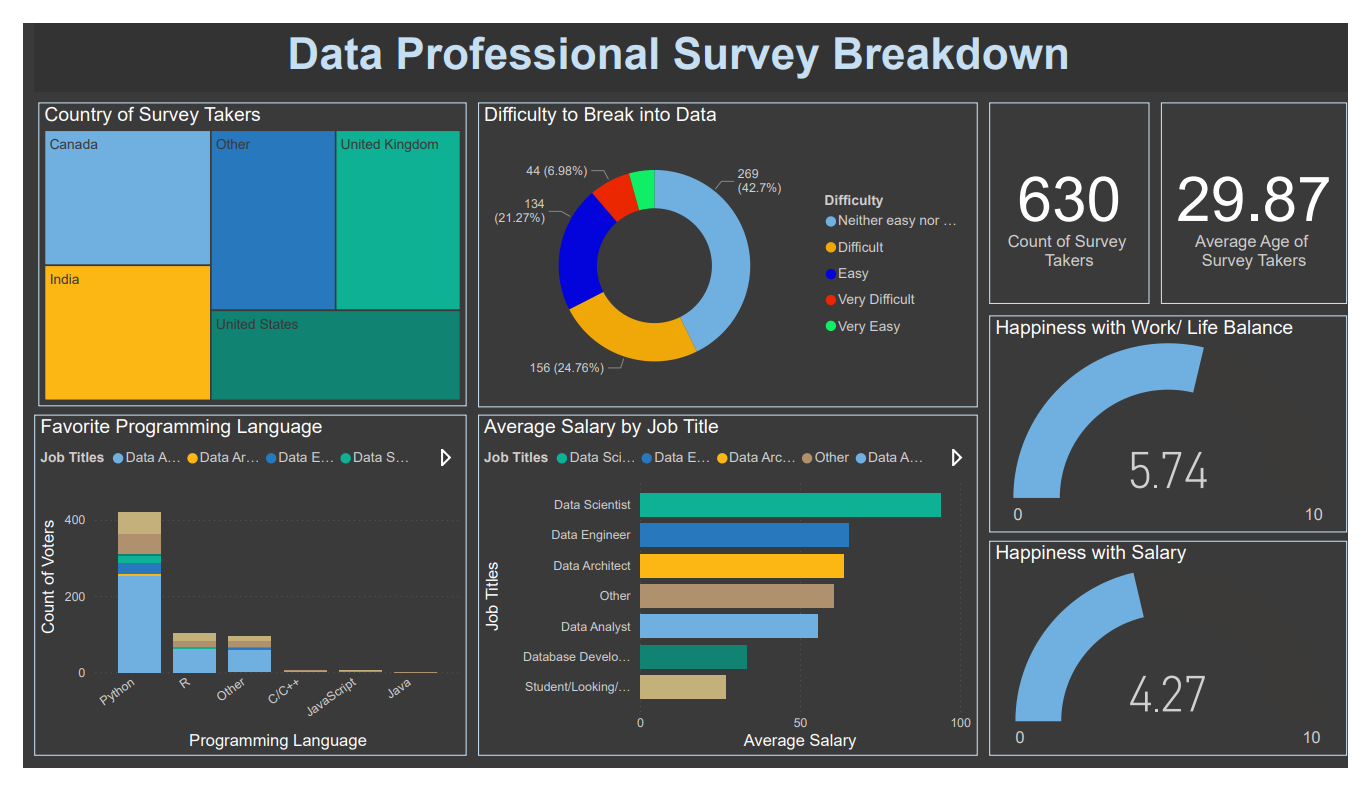 Data Professional Survey Breakdown
Country of Survey Takers
Canada
Other
United Kingdom
India
United States
Difficulty to Break into Data
44 (6.98%)
269
(42.7%)
134
(21.27%)
156 (24.76%)
Difficulty
Neither easy nor …
Difficult
Easy
Very Difficult
Very Easy
630
Count of Survey
Takers
29.87
Average Age of
Survey Takers
Happiness with Work/ Life Balance
5.74
0
10
Favorite Programming Language
Job Titles Data A… Data Ar… Data E… Data S…
Count of Voters
400
200
0
Python
R
Other
C/C++
JavaScript
Java
Programming Language
Average Salary by Job Title
Job Titles Data Sci… Data E… Data Arc… Other Data A…
Job Titles
Data Scientist
Data Engineer
Data Architect
Other
Data Analyst
Database Develo…
Student/Looking/…
0
50
100
Average Salary
Happiness with Salary
4.27
0
10